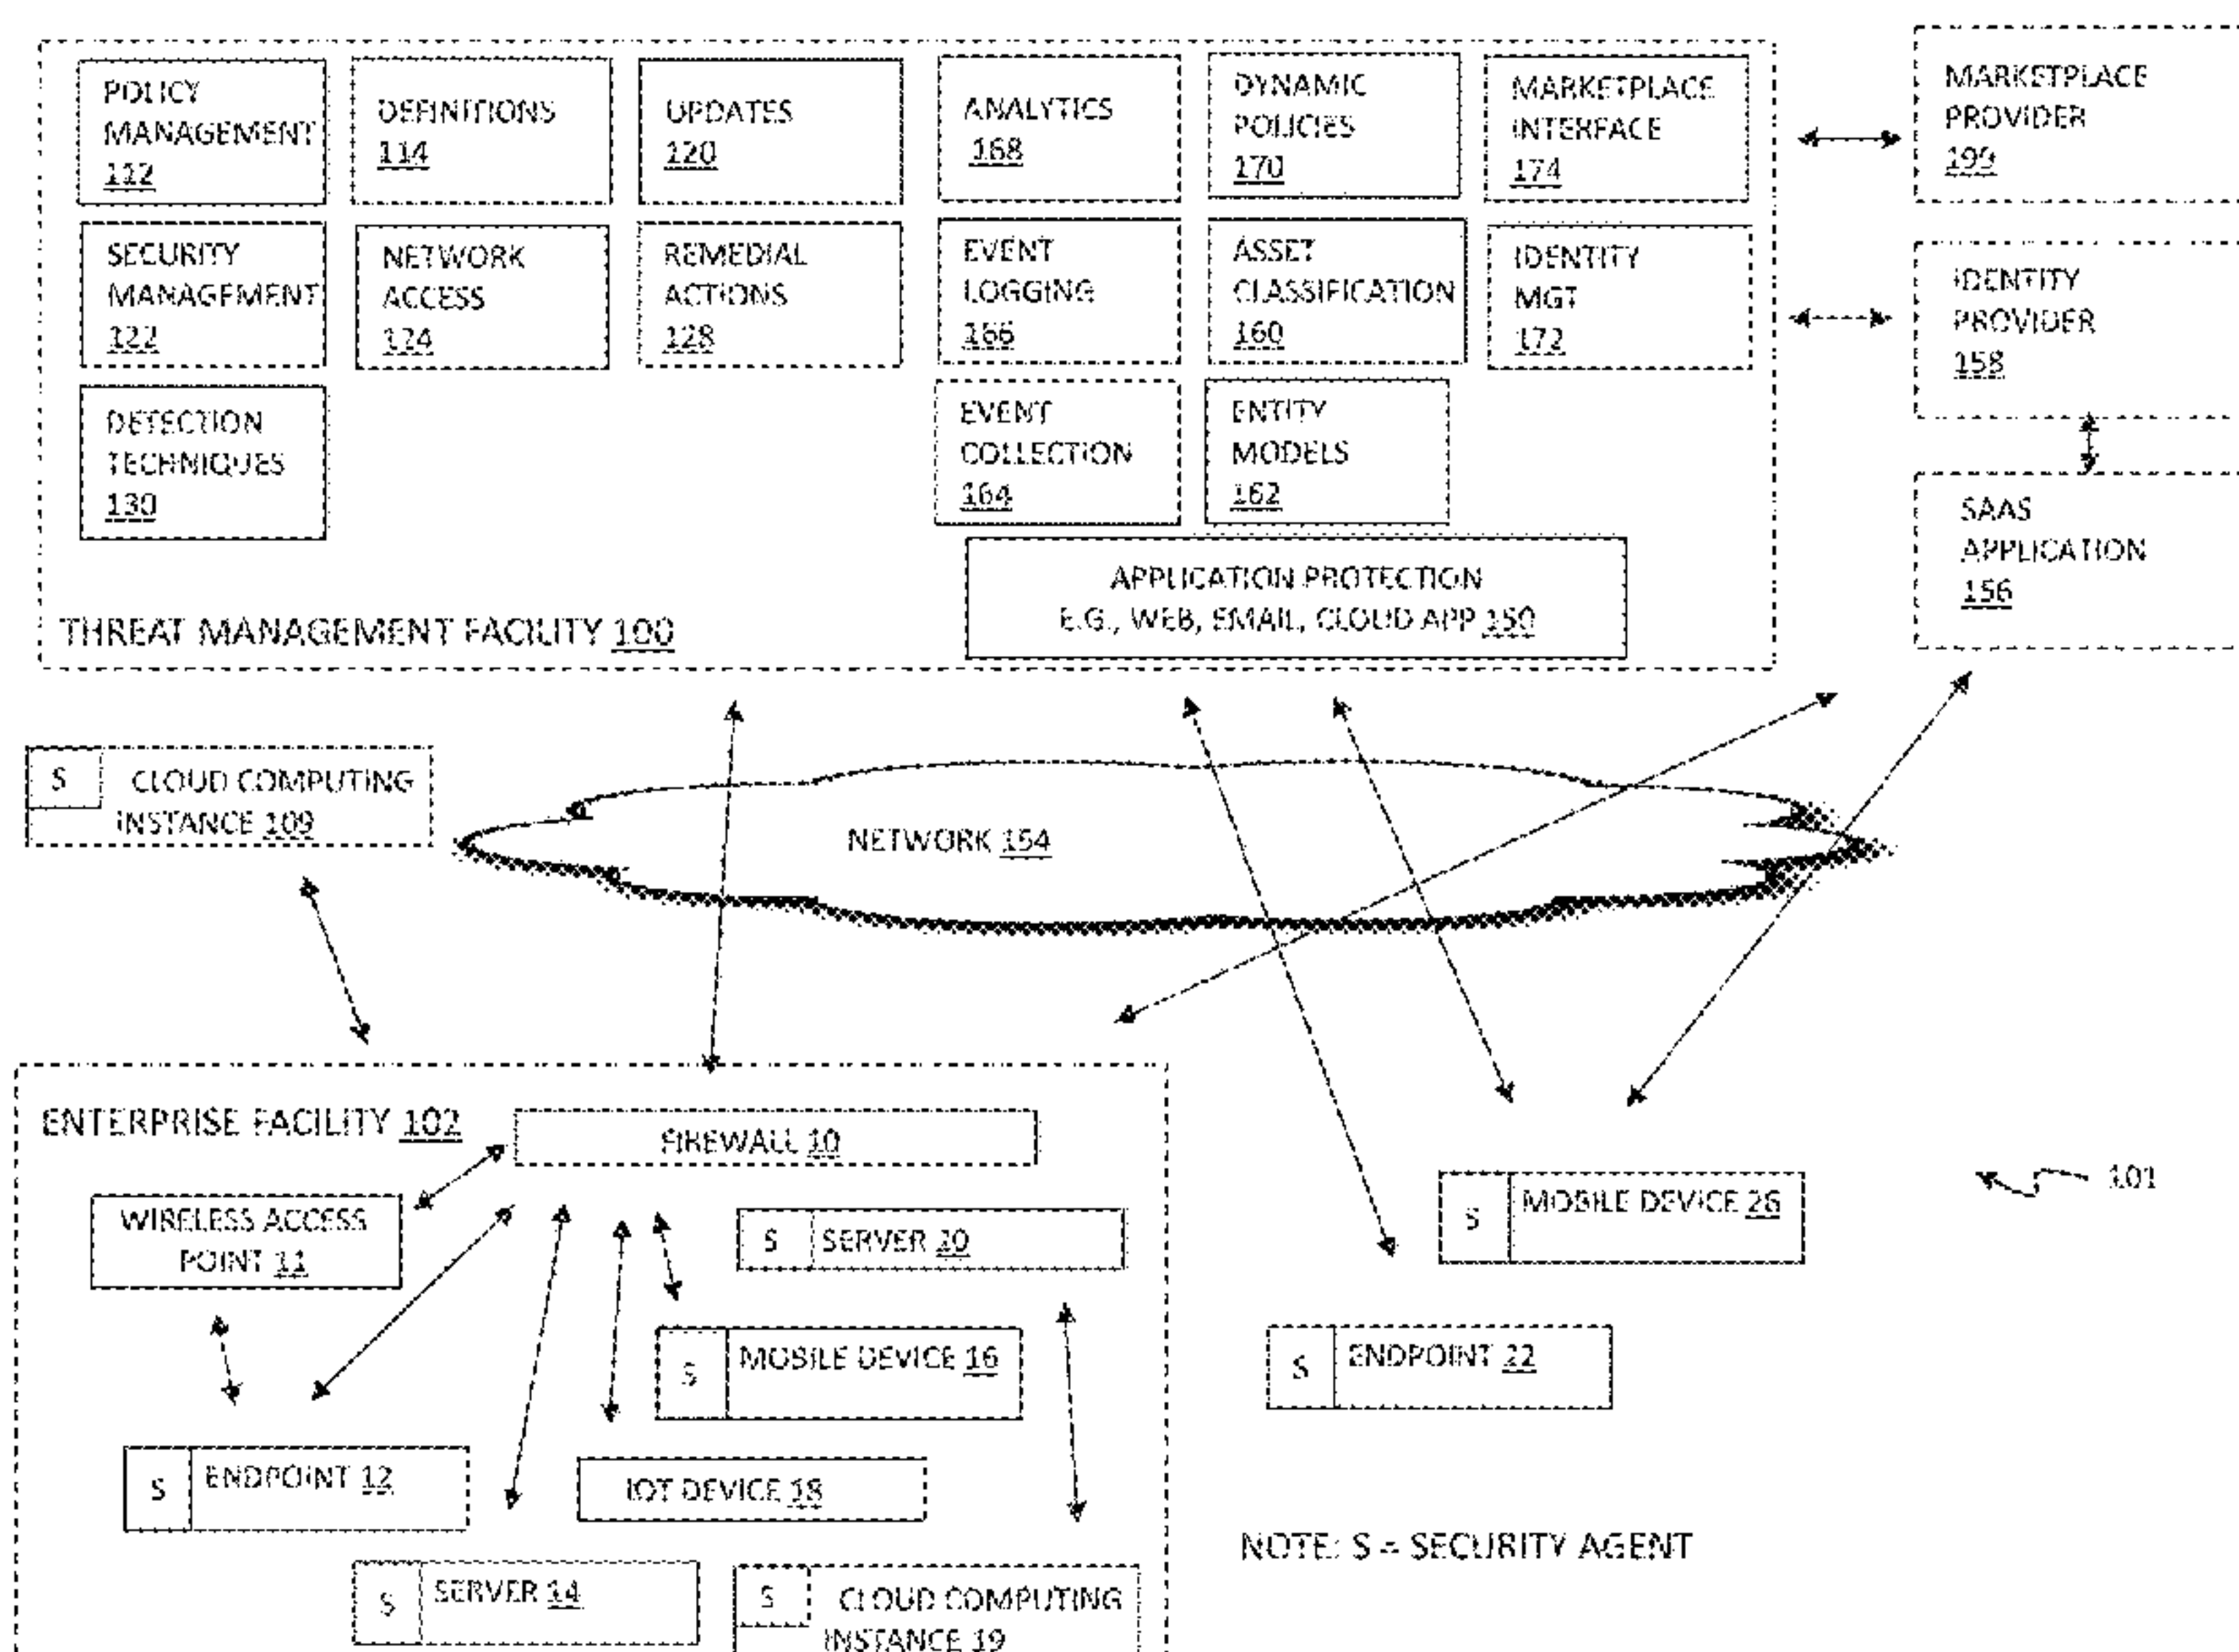 POLICY
MANAGEMENT
112
DEFINITIONS
114
UPDATES
120
ANALYTICS
168
DYNAMIC
POLICIES
170
MARKETPLACE
INTERFACE
174
MARKETPLACE
PROVIDER
199
SECURITY
MANAGEMENT
122
NETWORK
ACCESS
124
REMEDIAL
ACTIONS
128
EVENT
LOGGING
166
ASSET
CLASSIFICATION
160
IDENTITY
MGT
172
IDENTITY
PROVIDER
158
DETECTION
TECHNIQUES
130
EVENT
COLLECTION
164
ENTITY
MODELS
162
SAAS
APPLICATION
156
APPLICATION PROTECTION
E.G., WEB, EMAIL, CLOUD APP 150
THREAT MANAGEMENT FACILITY 100
S CLOUD COMPUTING
INSTANCE 109
NETWORK 154
ENTERPRISE FACILITY 102
FIREWALL 10
WIRELESS ACCESS
POINT 11
S SERVER 20
S MOBILE DEVICE 26
101
S MOBILE DEVICE 16
S ENDPOINT 22
S ENDPOINT 12
IOT DEVICE 18
NOTE: S = SECURITY AGENT
S SERVER 14
S CLOUD COMPUTING
INSTANCE 19